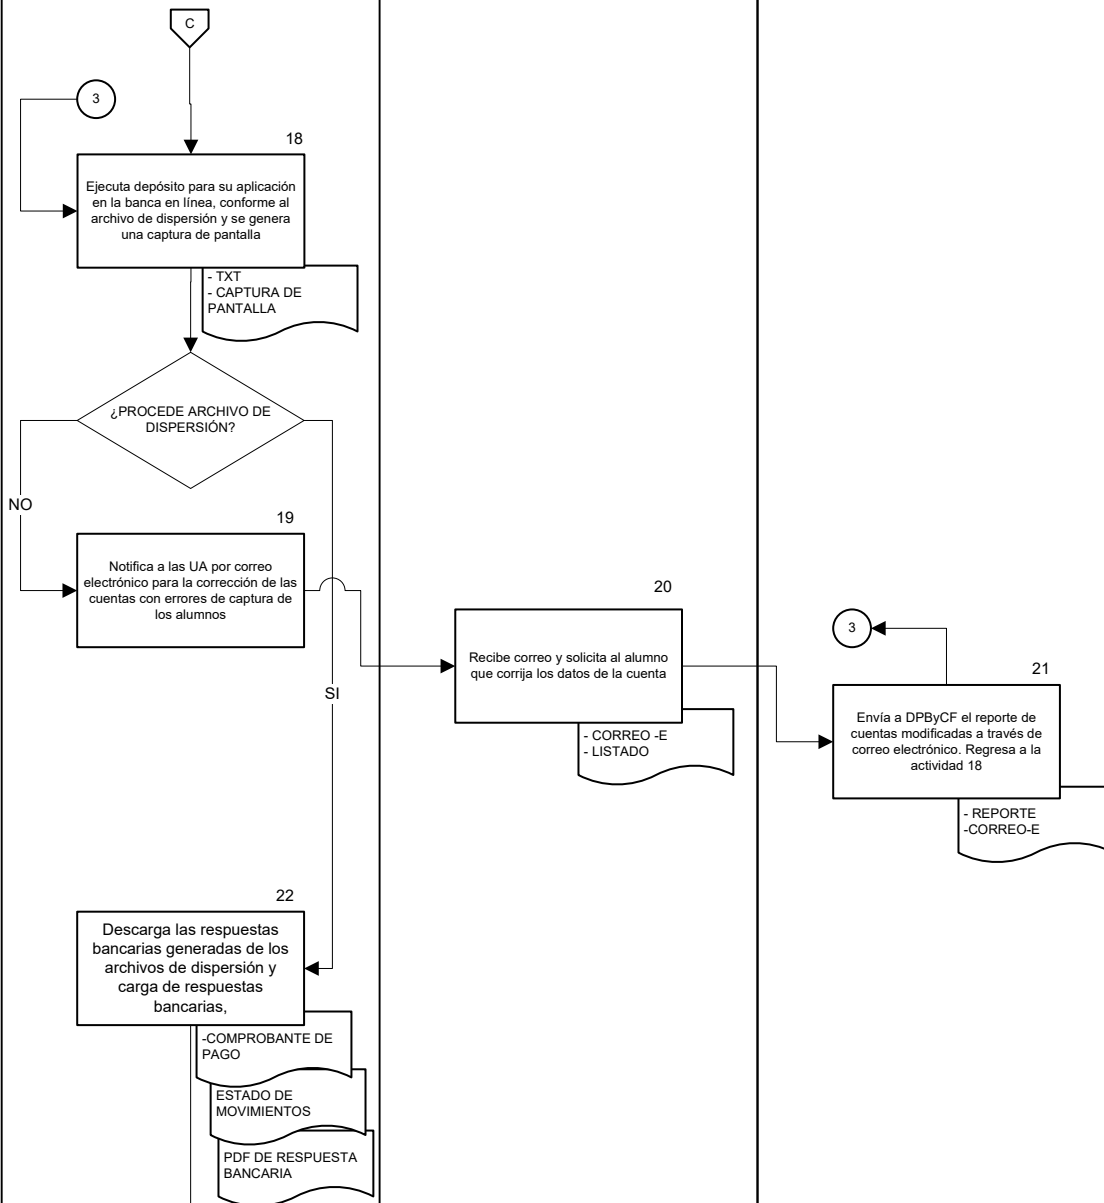 C
3
18
Ejecuta depósito para su aplicación
en la banca en línea, conforme al
archivo de dispersión y se genera
una captura de pantalla
- TXT
- CAPTURA DE
PANTALLA
¿PROCEDE ARCHIVO DE
DISPERSIÓN?
NO
19
Notifica a las UA por correo
electrónico para la corrección de las
cuentas con errores de captura de
los alumnos
SI
20
Recibe correo y solicita al alumno
que corrija los datos de la cuenta
- CORREO -E
- LISTADO
3
21
Envía a DPByCF el reporte de
cuentas modificadas a través de
correo electrónico. Regresa a la
actividad 18
- REPORTE
-CORREO-E
22
Descarga las respuestas
bancarias generadas de los
archivos de dispersión y
carga de respuestas
bancarias,
-COMPROBANTE DE
PAGO
ESTADO DE
MOVIMIENTOS
PDF DE RESPUESTA
BANCARIA